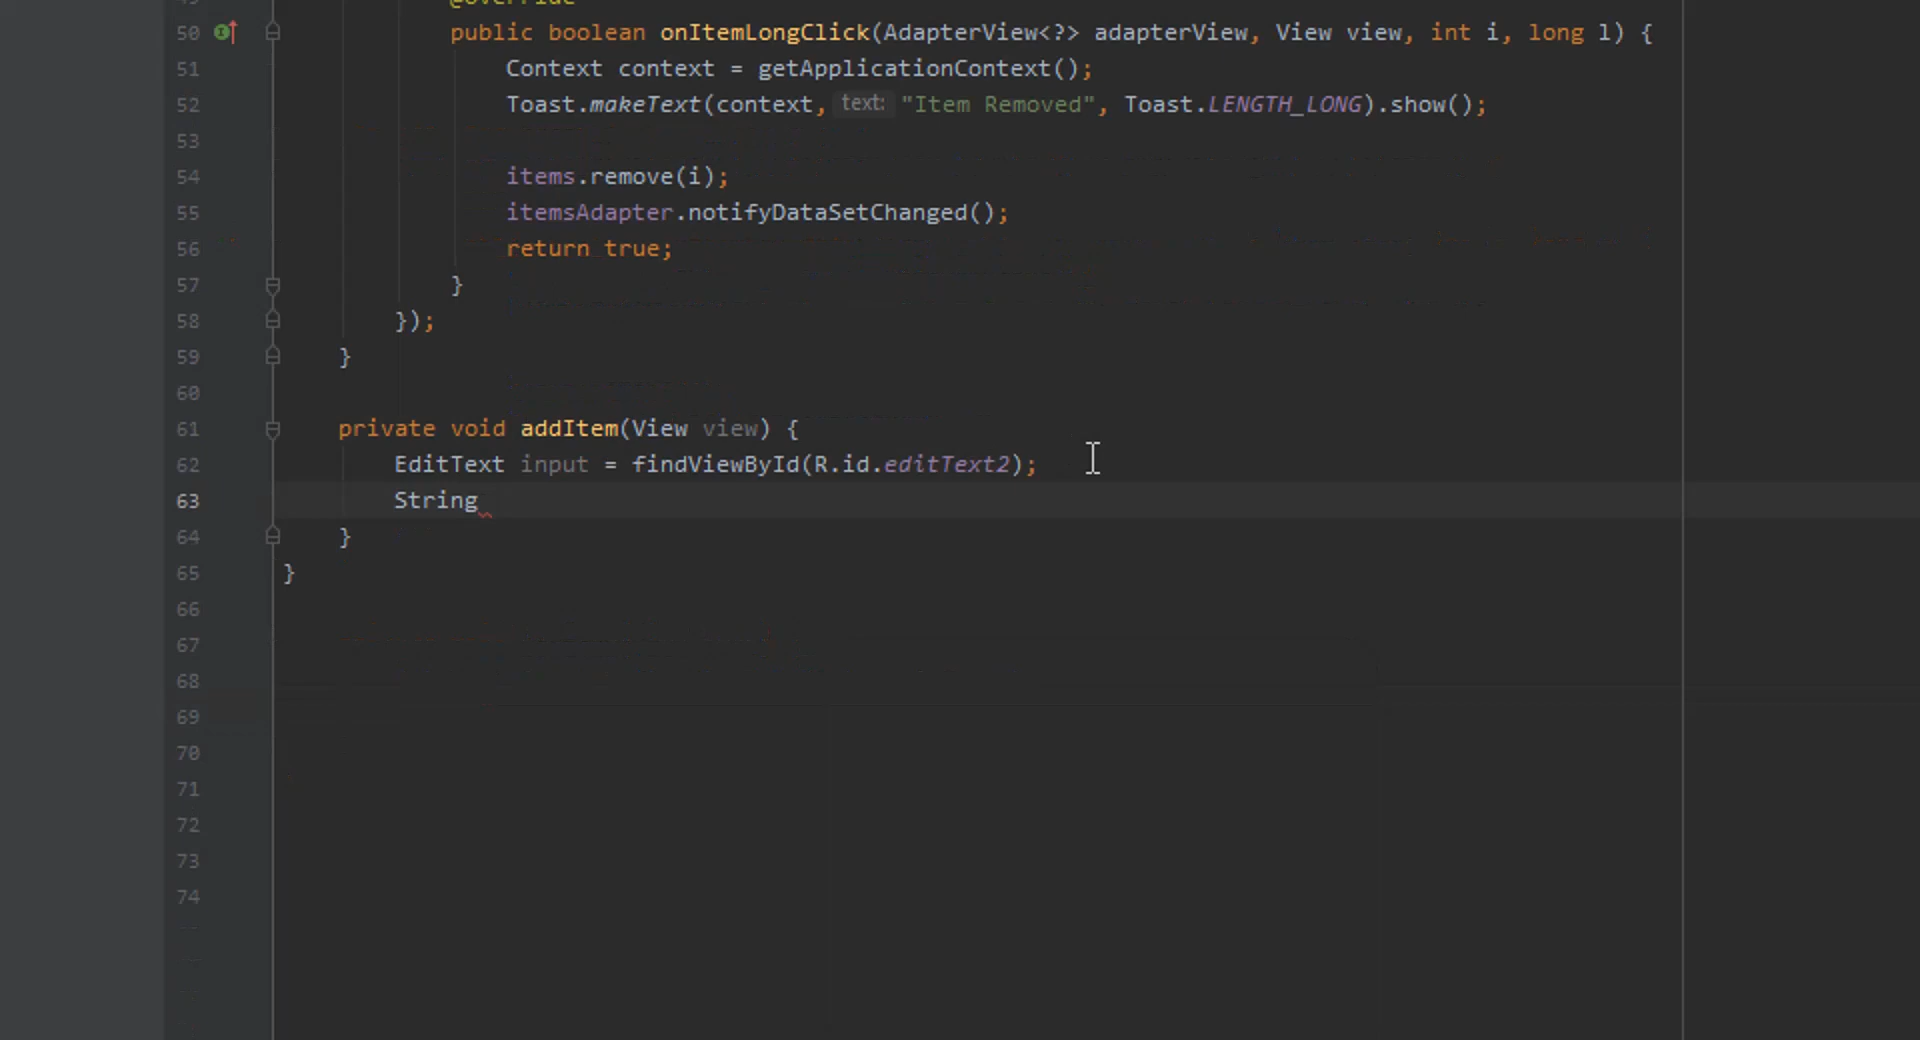 @Override
50 public boolean onItemLongClick(AdapterView<?> adapterView, View view, int i, long l) {
51 Context context = getApplicationContext();
52 Toast.makeText(context, text: "Item Removed", Toast.LENGTH_LONG).show();
53
54 items.remove(i);
55 itemsAdapter.notifyDataSetChanged();
56 return true;
57 }
58 });
59 }
60
61 private void addItem(View view) {
62 EditText input = findViewById(R.id.editText2);
63 String
64 }
65 }
66
67
68
69
70
71
72
73
74